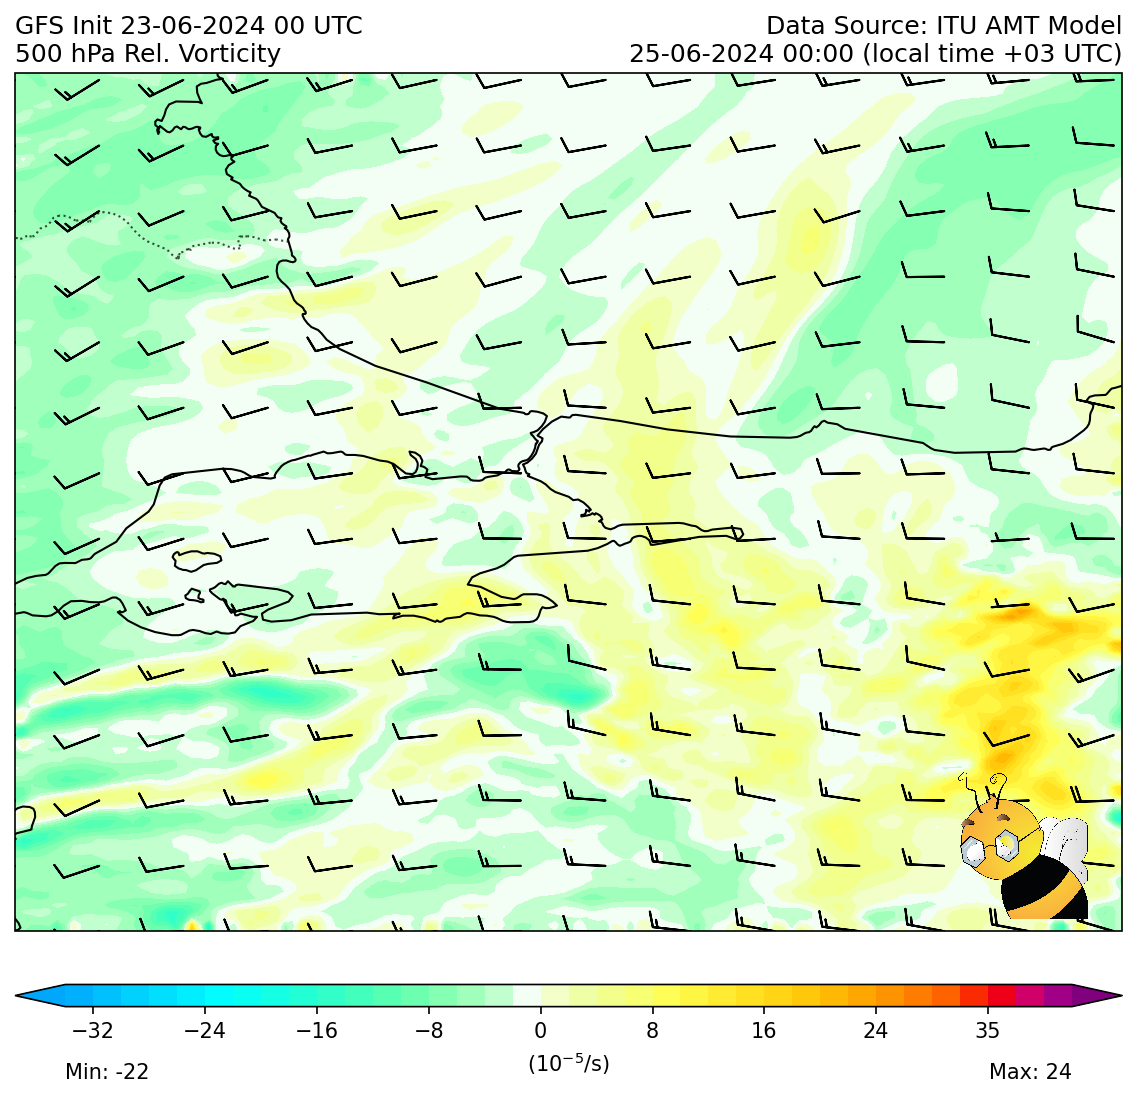 GFS Init 23-06-2024 00 UTC
Data Source: ITU AMT Model
500 hPa Rel. Vorticity
25-06-2024 00:00 (local time +03 UTC)
−32 −24 −16 −8 0 8 16 24 35
(10⁻⁵/s)
Min: -22
Max: 24